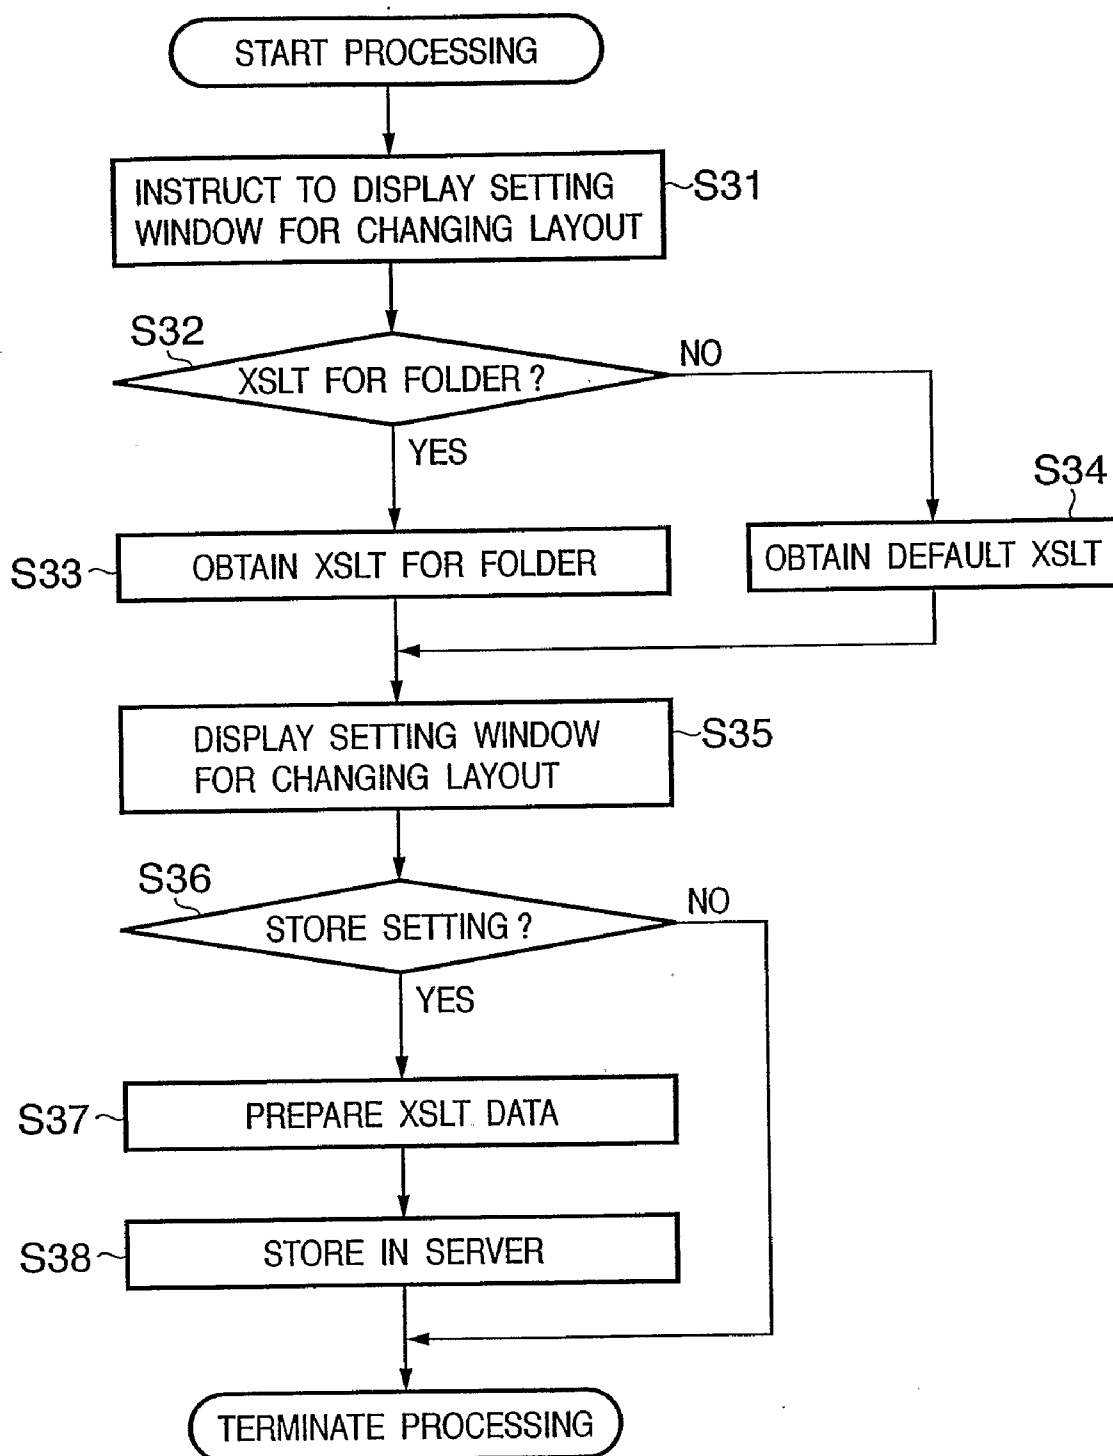 START PROCESSING
INSTRUCT TO DISPLAY SETTING
WINDOW FOR CHANGING LAYOUT
S31
S32
XSLT FOR FOLDER?
NO
YES
S34
S33
OBTAIN XSLT FOR FOLDER
OBTAIN DEFAULT XSLT
DISPLAY SETTING WINDOW
FOR CHANGING LAYOUT
S35
S36
STORE SETTING?
NO
YES
S37
PREPARE XSLT DATA
S38
STORE IN SERVER
TERMINATE PROCESSING